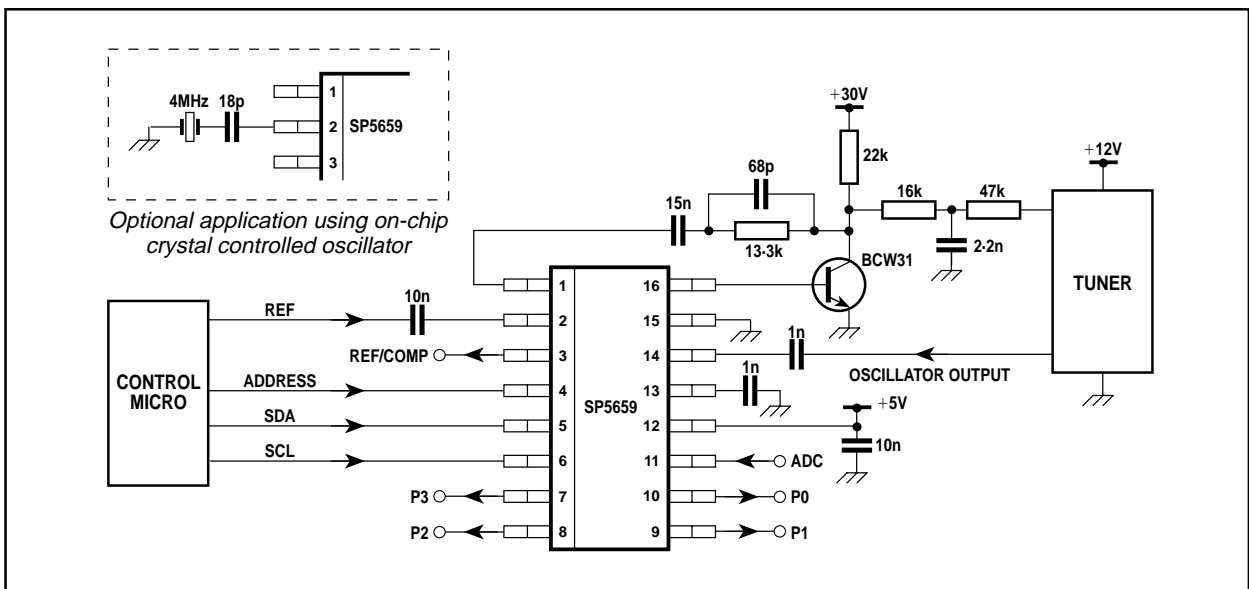 4MHz 18p
1
2
3
SP5659
Optional application using on-chip
crystal controlled oscillator
+30V
22k
68p
15n
13·3k
16k
47k
2·2n
BCW31
+12V
TUNER
CONTROL
MICRO
REF
10n
REF/COMP
ADDRESS
SDA
SCL
P3
P2
1
2
3
4
5
6
7
8
SP5659
16
15
14
13
12
11
10
9
1n
OSCILLATOR OUTPUT
1n
+5V
10n
ADC
P0
P1